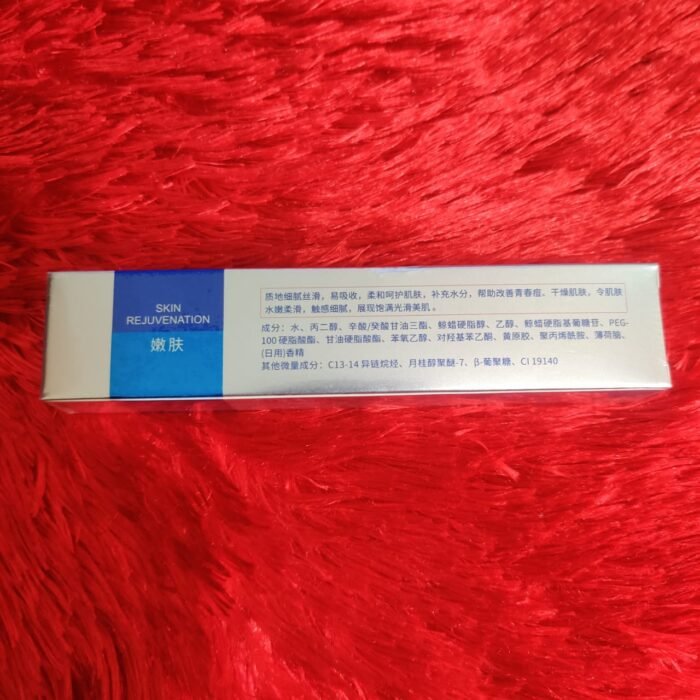 SKIN
REJUVENATION
嫩肤
质地细腻丝滑，易吸收，柔和呵护肌肤，补充水分，帮助改善青春痘、干燥肌肤，令肌肤
水嫩柔滑，触感细腻，展现饱满光滑美肌。
成分：水、丙二醇、辛酸/癸酸甘油三酯、鲸蜡硬脂醇、乙醇、鲸蜡硬脂基葡糖苷、PEG-
100 硬脂酸酯、甘油硬脂酸酯、苯氧乙醇、对羟基苯乙酮、黄原胶、聚丙烯酰胺、薄荷脑、
(日用)香精
其他微量成分：C13-14 异链烷烃、月桂醇聚醚-7、β-葡聚糖、CI 19140